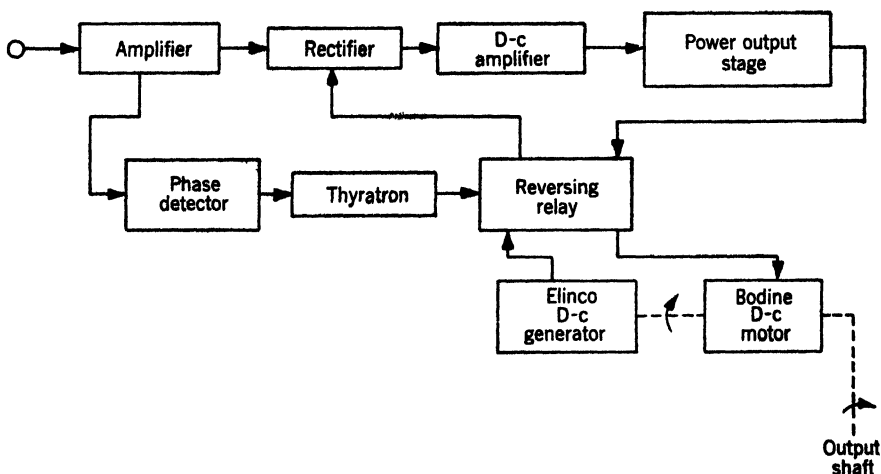 Amplifier
Rectifier
D-c
amplifier
Power output
stage
Phase
detector
Thyratron
Reversing
relay
Elinco
D-c
generator
Bodine
D-c
motor
Output
shaft